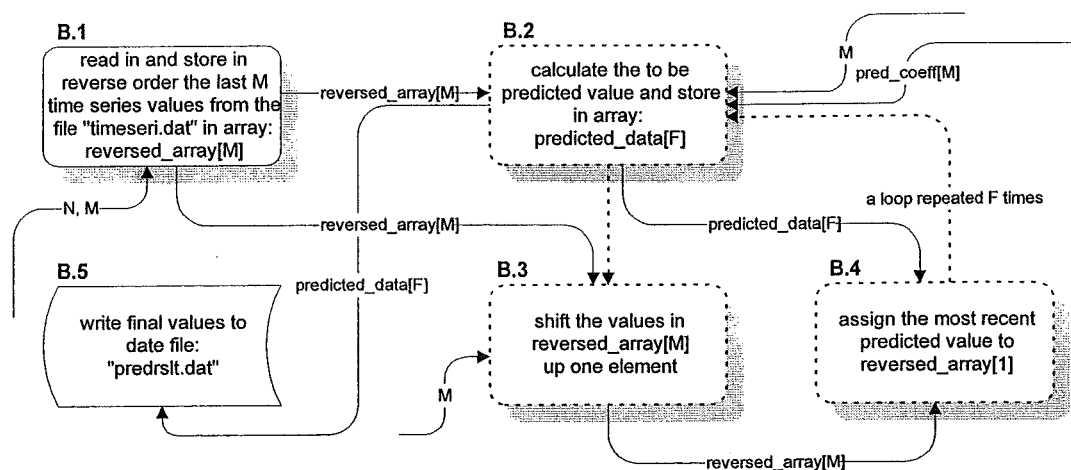 B.1
read in and store in
reverse order the last M
time series values from the
file "timeseri.dat" in array:
reversed_array[M]
reversed_array[M]
B.2
calculate the to be
predicted value and store
in array:
predicted_data[F]
M
pred_coeff[M]
N, M
reversed_array[M]
predicted_data[F]
a loop repeated F times
B.5
write final values to
date file:
"predrslt.dat"
predicted_data[F]
B.3
shift the values in
reversed_array[M]
up one element
M
B.4
assign the most recent
predicted value to
reversed_array[1]
reversed_array[M]